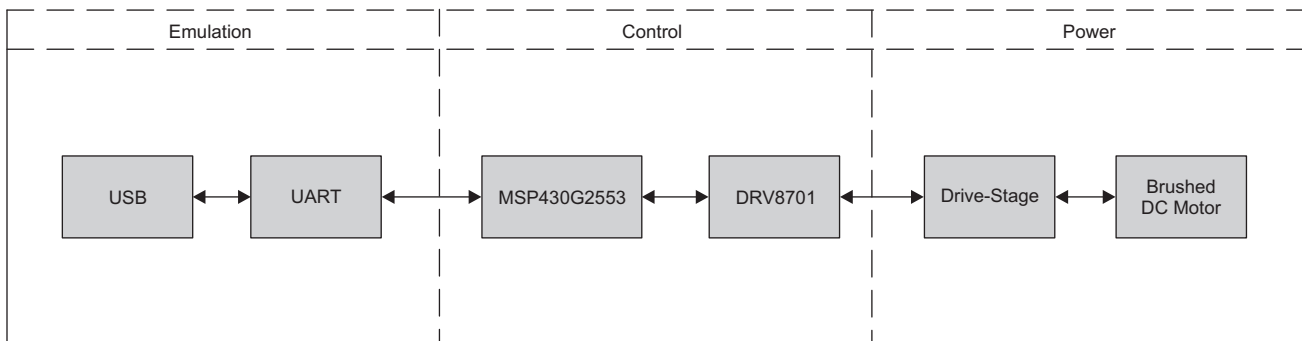 Emulation
Control
Power
USB
UART
MSP430G2553
DRV8701
Drive-Stage
Brushed
DC Motor